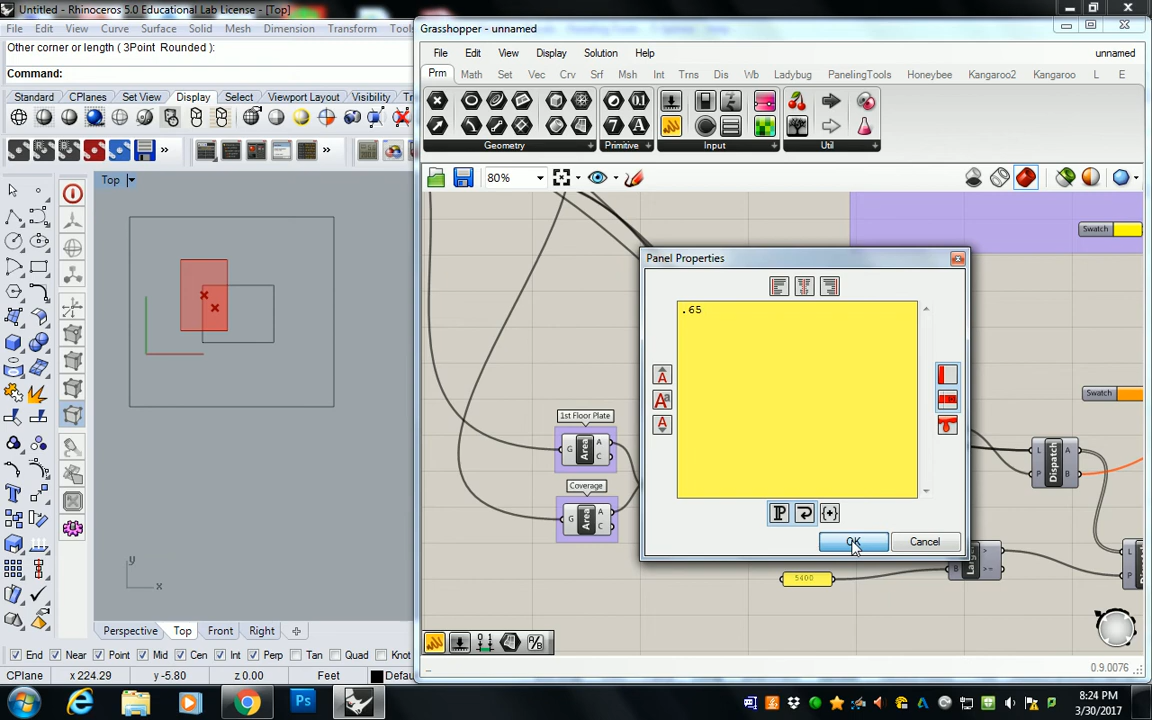 Untitled - Rhinoceros 5.0 Educational Lab License - [Top]
File Edit View Curve Surface Solid Mesh Dimension Transform Tools
Other coror or length ( 3Point Rounded ):
Command:
Standard CPlanes Set View Display Select Viewport Layout Visibility
Top
Perspective Top Front Right
End Near Point Mid Cen Int Perp Tan Quad Knot
CPlane x 224.29 y -5.80 z 0.00 Feet
Grasshopper - unnamed
File Edit View Display Solution Help unnamed
Prm Math Set Vec Crv Srf Msh Int Trns Dis Wb Ladybug PanelingTools Honeybee Kangaroo2 Kangaroo L E
Geometry Primitive Input Util
80%
Swatch
Panel Properties
.65
Swatch
1st Floor Plate
G Area A C
Coverage
G Area A C
L P Dispatch A B
OK Cancel
5400
B > >=
L P
0.9.0076
8:24 PM
3/30/2017